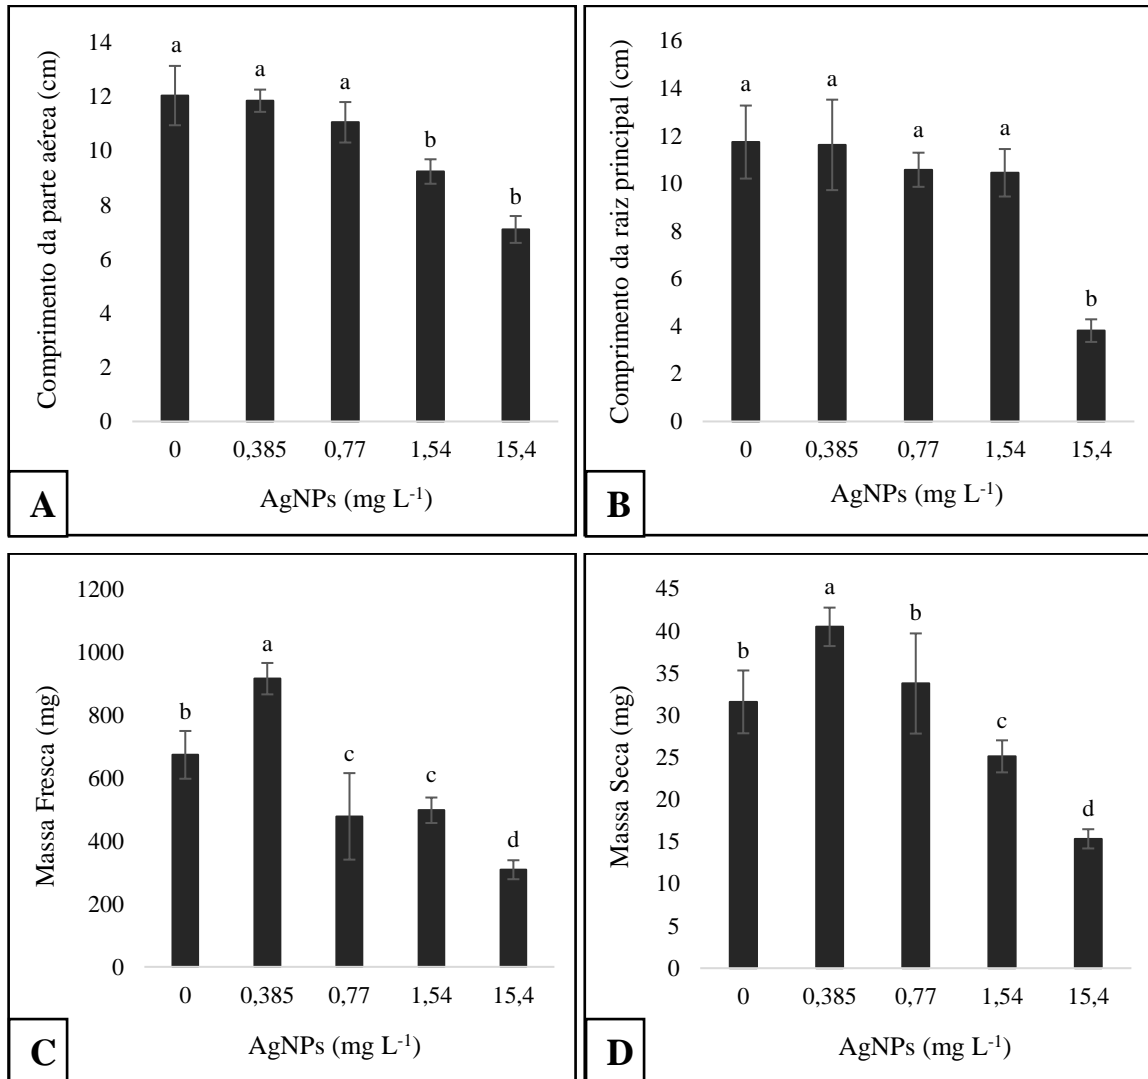 Comprimento da parte aérea (cm)
14
12
10
8
6
4
2
0
a
a
a
b
b
0
0,385
0,77
1,54
15,4
AgNPs (mg L-1)
A
Comprimento da raiz principal (cm)
16
14
12
10
8
6
4
2
0
a
a
a
a
b
0
0,385
0,77
1,54
15,4
AgNPs (mg L-1)
B
Massa Fresca (mg)
1200
1000
800
600
400
200
0
b
a
c
c
d
0
0,385
0,77
1,54
15,4
AgNPs (mg L-1)
C
Massa Seca (mg)
45
40
35
30
25
20
15
10
5
0
b
a
b
c
d
0
0,385
0,77
1,54
15,4
AgNPs (mg L-1)
D